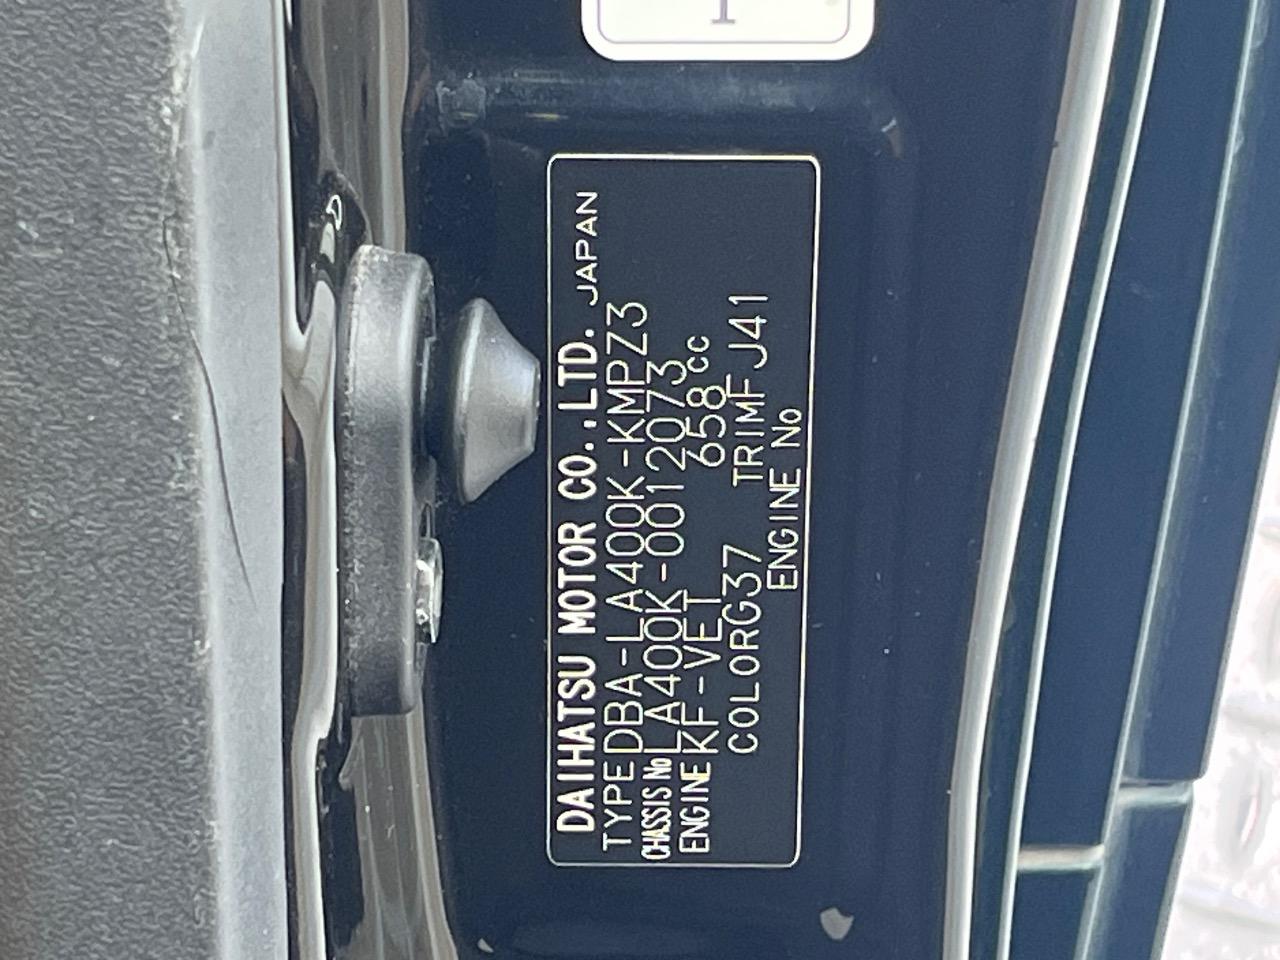 DAIHATSU MOTOR CO.,LTD. JAPAN
TYPE DBA-LA400K-KMPZ3
CHASSIS No LA400K-0012073
ENGINE KF-VET 658cc
COLOR G37 TRIM FJ41
ENGINE No